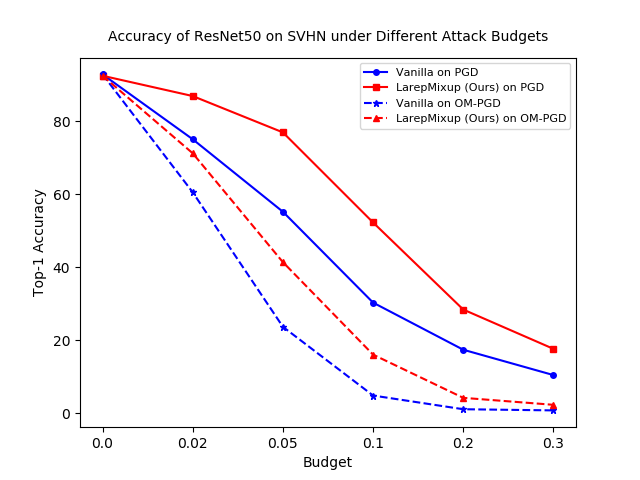 Accuracy of ResNet50 on SVHN under Different Attack Budgets
Vanilla on PGD
LarepMixup (Ours) on PGD
Vanilla on OM-PGD
LarepMixup (Ours) on OM-PGD
Top-1 Accuracy
80
60
40
20
0
0.0 0.02 0.05 0.1 0.2 0.3
Budget